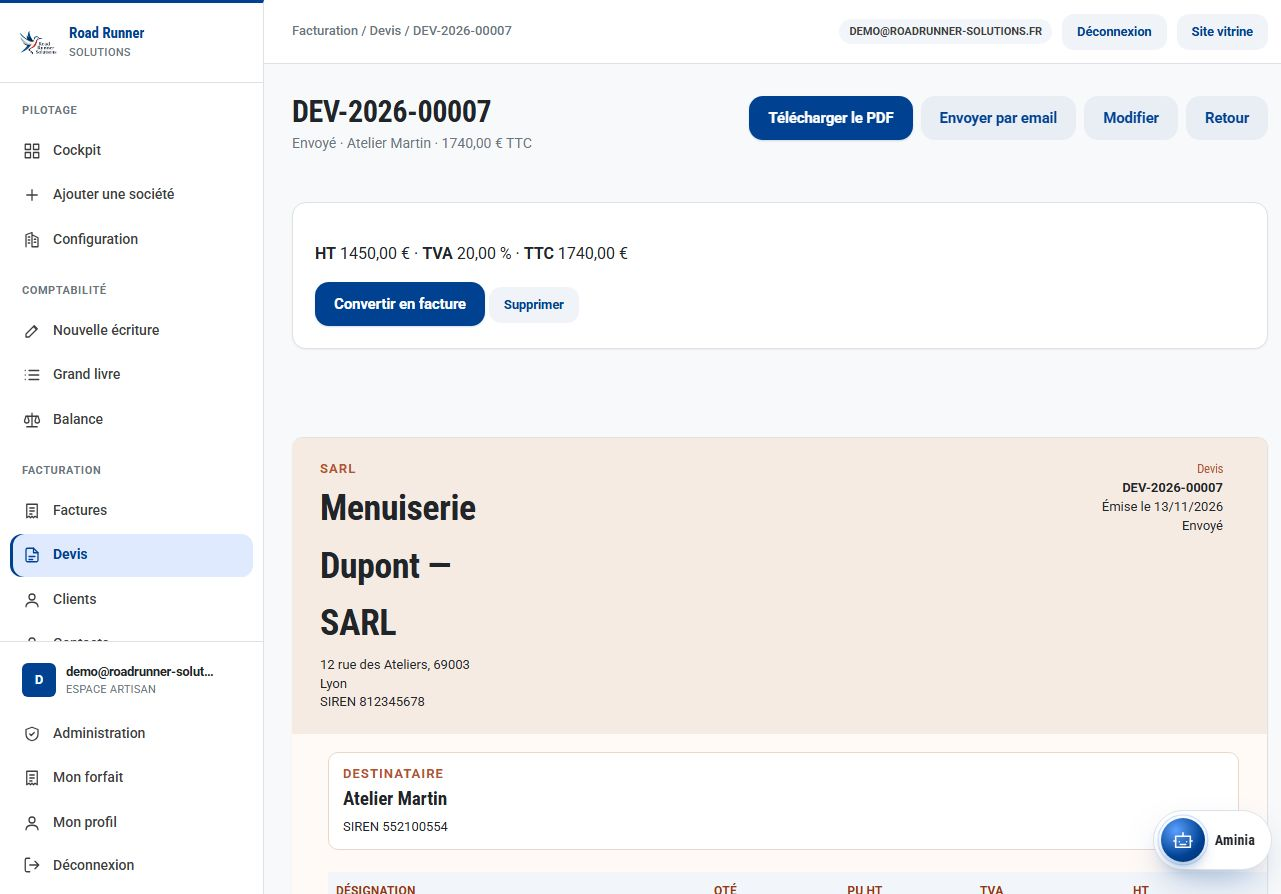 Road Runner
SOLUTIONS
PILOTAGE
Cockpit
Ajouter une société
Configuration
COMPTABILITÉ
Nouvelle écriture
Grand livre
Balance
FACTURATION
Factures
Devis
Clients
demo@roadrunner-solut...
D
ESPACE ARTISAN
Administration
Mon forfait
Mon profil
Déconnexion
Facturation / Devis / DEV-2026-00007
DEMO@ROADRUNNER-SOLUTIONS.FR
Déconnexion
Site vitrine
DEV-2026-00007
Envoyé · Atelier Martin · 1740,00 € TTC
Télécharger le PDF
Envoyer par email
Modifier
Retour
HT 1450,00 € · TVA 20,00 % · TTC 1740,00 €
Convertir en facture
Supprimer
SARL
Menuiserie
Dupont —
SARL
12 rue des Ateliers, 69003
Lyon
SIREN 812345678
Devis
DEV-2026-00007
Émise le 13/11/2026
Envoyé
DESTINATAIRE
Atelier Martin
SIREN 552100554
DÉSIGNATION QTÉ PU HT TVA HT
Aminia